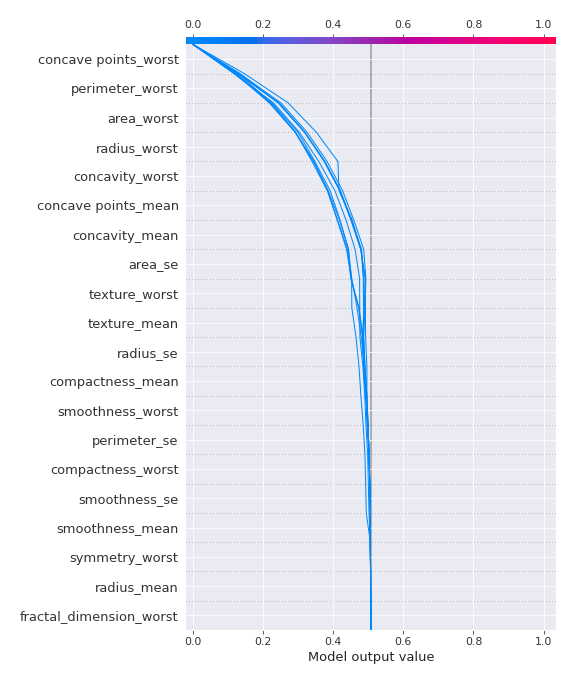 0.0 0.2 0.4 0.6 0.8 1.0
concave points_worst
perimeter_worst
area_worst
radius_worst
concavity_worst
concave points_mean
concavity_mean
area_se
texture_worst
texture_mean
radius_se
compactness_mean
smoothness_worst
perimeter_se
compactness_worst
smoothness_se
smoothness_mean
symmetry_worst
radius_mean
fractal_dimension_worst
0.0 0.2 0.4 0.6 0.8 1.0
Model output value